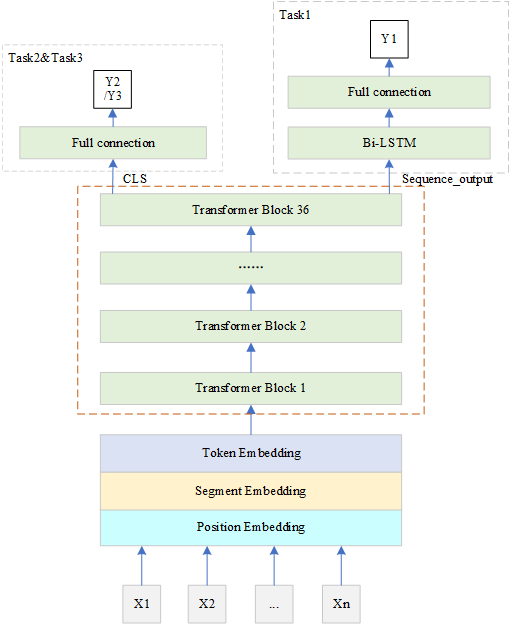 Task1
Y1
Task2&Task3
Y2
/Y3
Full connection
Full connection
Bi-LSTM
CLS
Sequence_output
Transformer Block 36
......
Transformer Block 2
Transformer Block 1
Token Embedding
Segment Embedding
Position Embedding
X1
X2
...
Xn